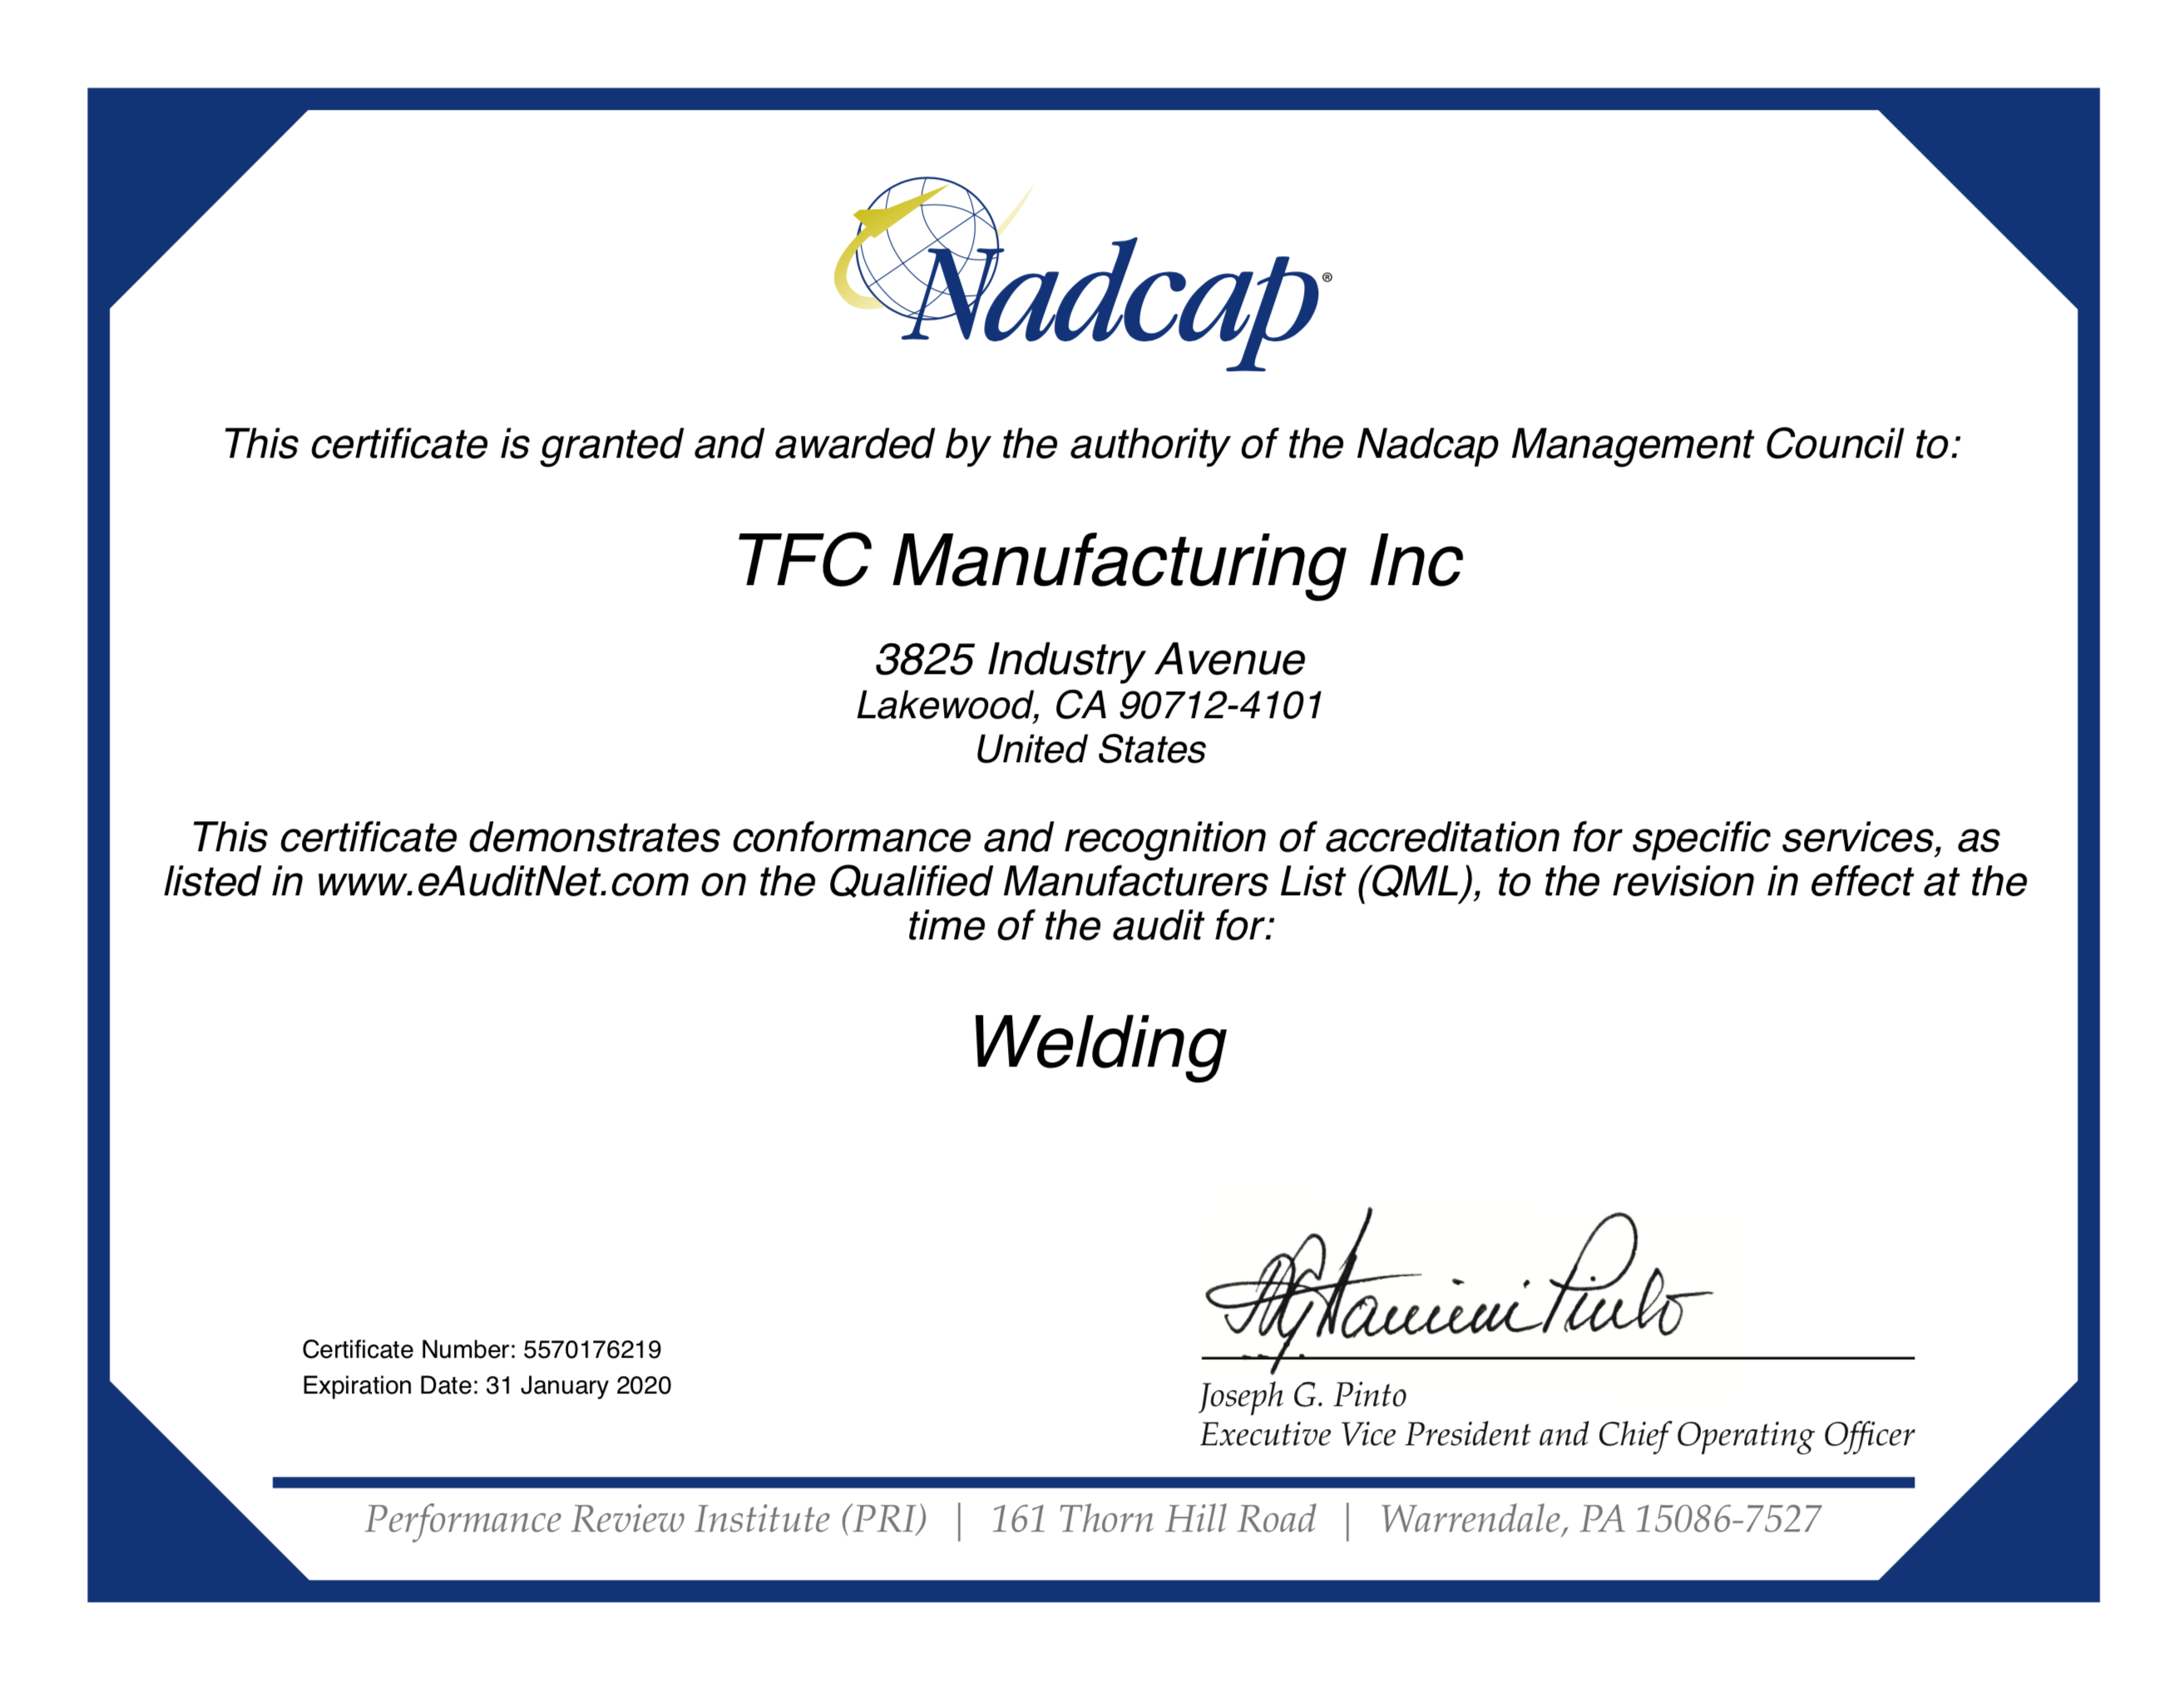 Nadcap®
This certificate is granted and awarded by the authority of the Nadcap Management Council to:
TFC Manufacturing Inc
3825 Industry Avenue
Lakewood, CA 90712-4101
United States
This certificate demonstrates conformance and recognition of accreditation for specific services, as
listed in www.eAuditNet.com on the Qualified Manufacturers List (QML), to the revision in effect at the
time of the audit for:
Welding
Certificate Number: 5570176219
Expiration Date: 31 January 2020
Joseph G. Pinto
Executive Vice President and Chief Operating Officer
Performance Review Institute (PRI) | 161 Thorn Hill Road | Warrendale, PA 15086-7527